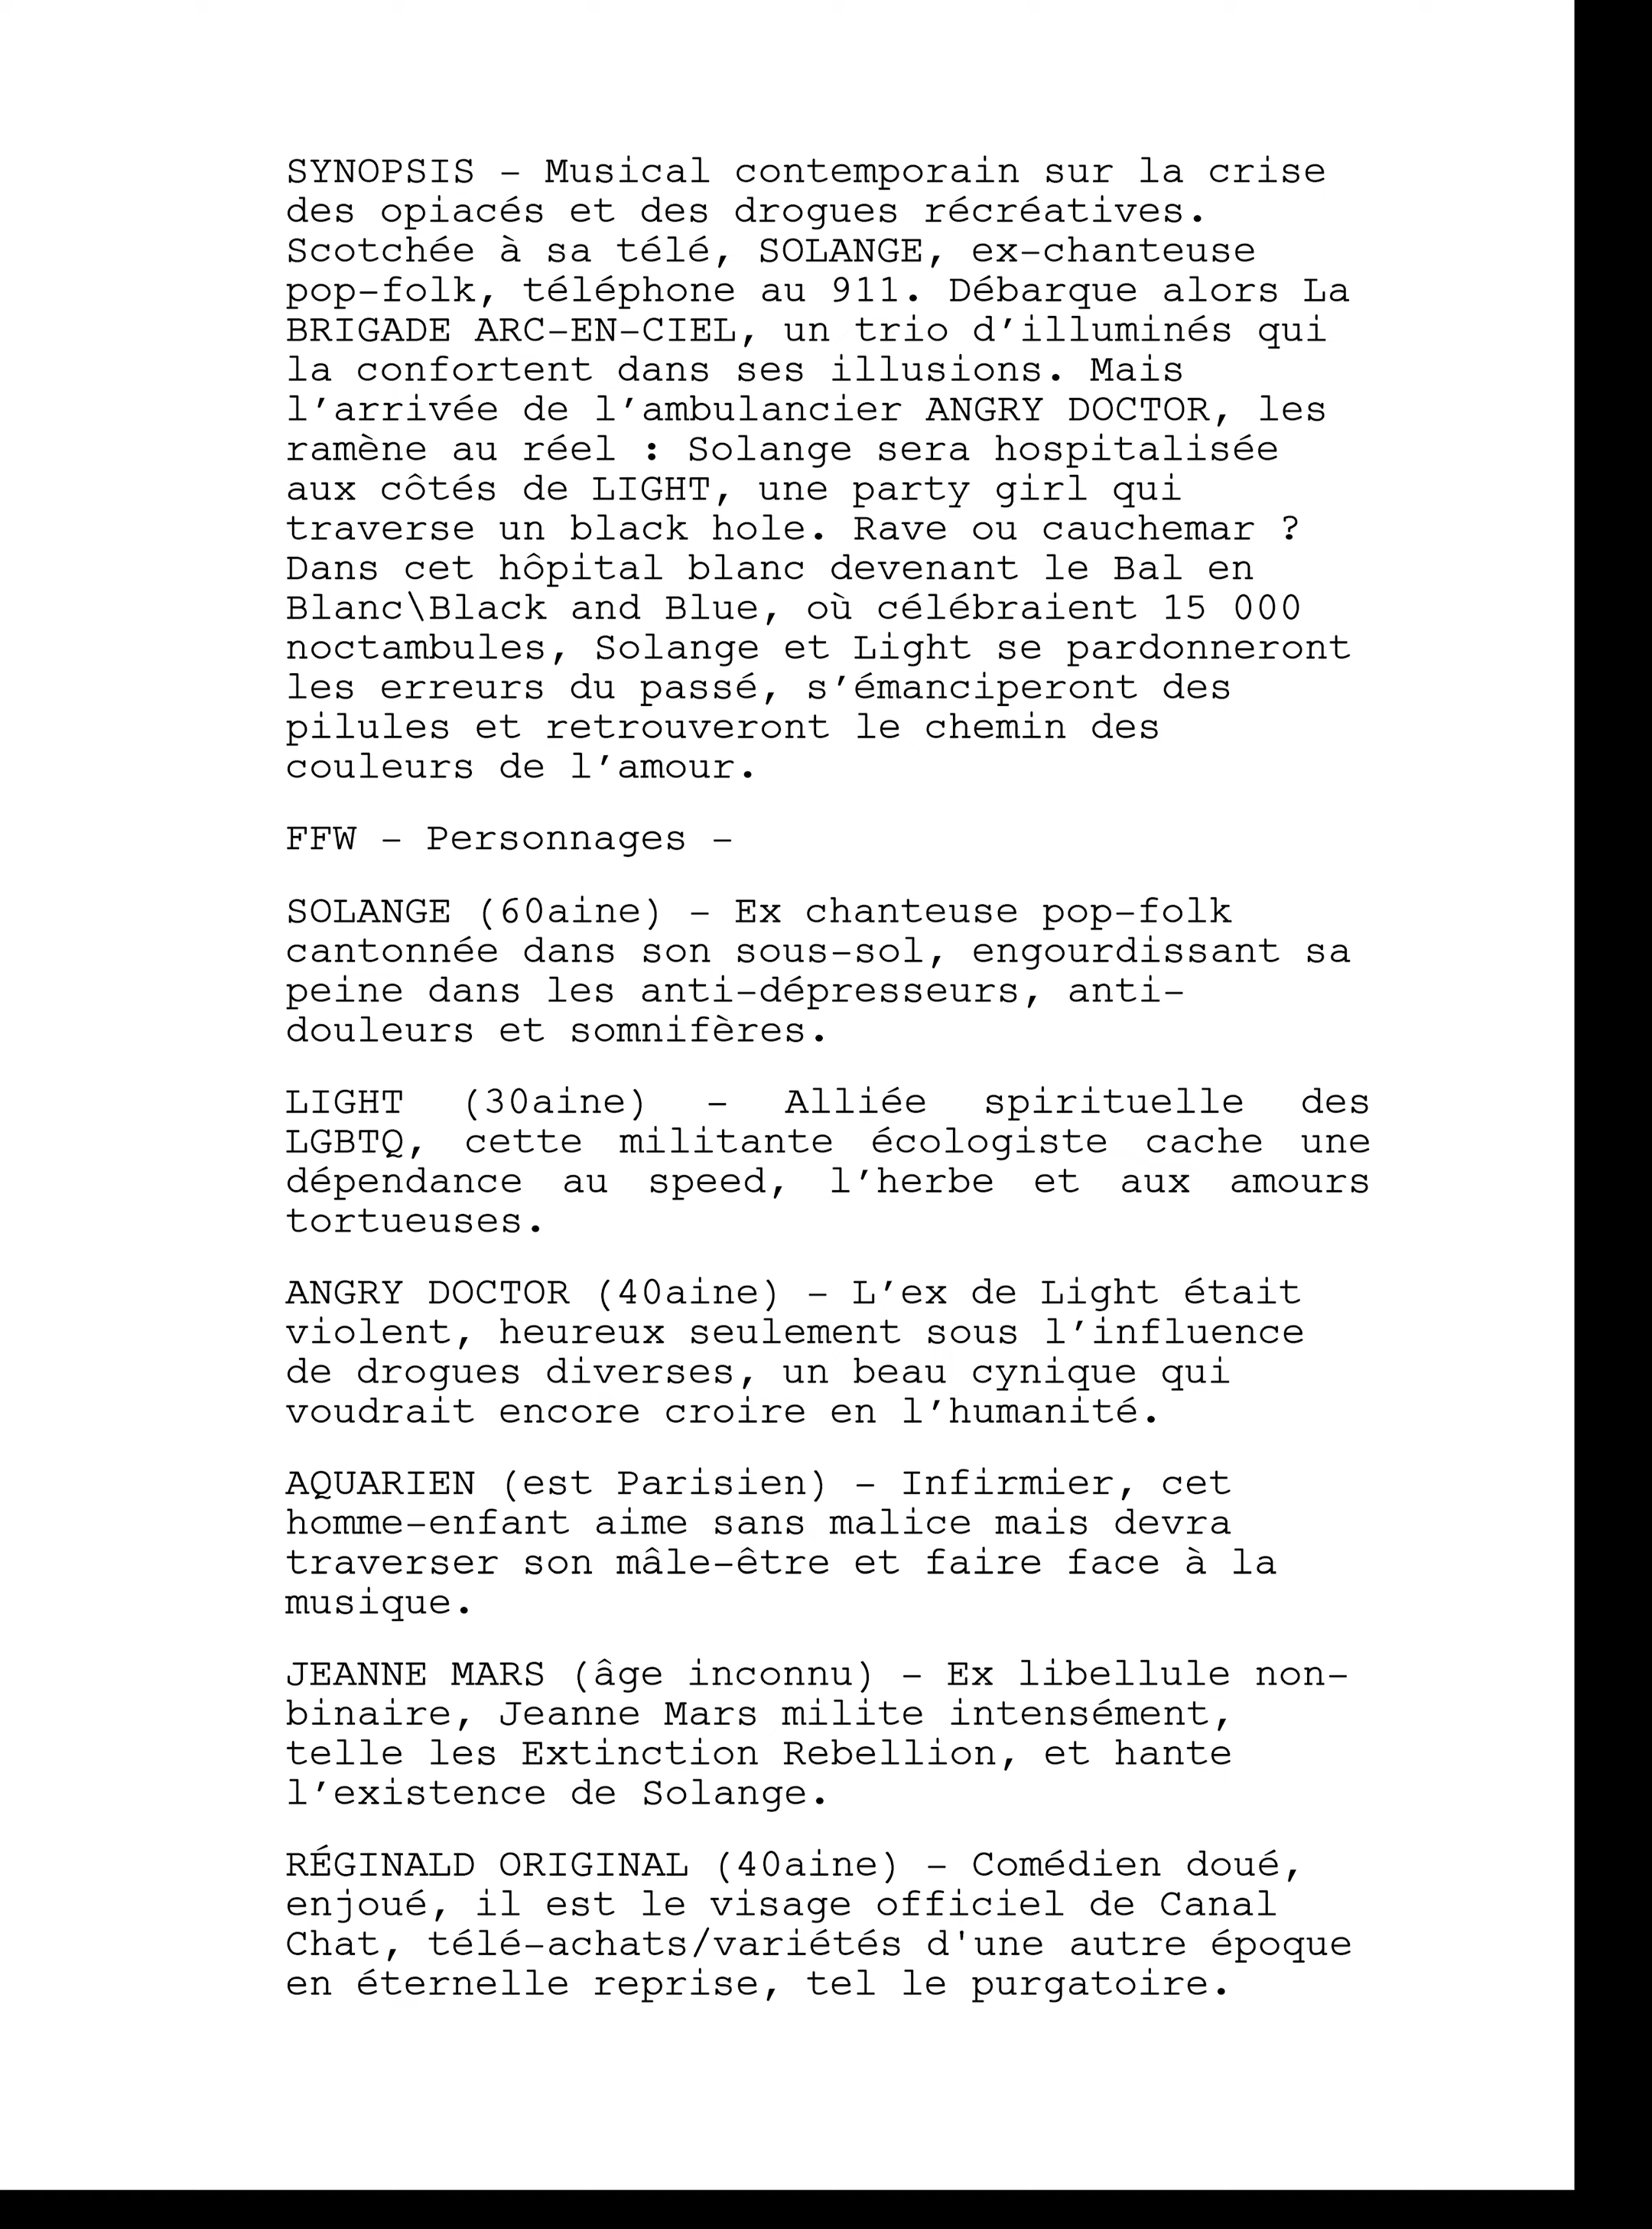 SYNOPSIS - Musical contemporain sur la crise
des opiacés et des drogues récréatives.
Scotchée à sa télé, SOLANGE, ex-chanteuse
pop-folk, téléphone au 911. Débarque alors La
BRIGADE ARC-EN-CIEL, un trio d’illuminés qui
la confortent dans ses illusions. Mais
l’arrivée de l’ambulancier ANGRY DOCTOR, les
ramène au réel : Solange sera hospitalisée
aux côtés de LIGHT, une party girl qui
traverse un black hole. Rave ou cauchemar ?
Dans cet hôpital blanc devenant le Bal en
Blanc\Black and Blue, où célébraient 15 000
noctambules, Solange et Light se pardonneront
les erreurs du passé, s’émanciperont des
pilules et retrouveront le chemin des
couleurs de l’amour.
FFW - Personnages -
SOLANGE (60aine) - Ex chanteuse pop-folk
cantonnée dans son sous-sol, engourdissant sa
peine dans les anti-dépresseurs, anti-
douleurs et somnifères.
LIGHT (30aine) - Alliée spirituelle des
LGBTQ, cette militante écologiste cache une
dépendance au speed, l’herbe et aux amours
tortueuses.
ANGRY DOCTOR (40aine) - L’ex de Light était
violent, heureux seulement sous l’influence
de drogues diverses, un beau cynique qui
voudrait encore croire en l’humanité.
AQUARIEN (est Parisien) - Infirmier, cet
homme-enfant aime sans malice mais devra
traverser son mâle-être et faire face à la
musique.
JEANNE MARS (âge inconnu) - Ex libellule non-
binaire, Jeanne Mars milite intensément,
telle les Extinction Rebellion, et hante
l’existence de Solange.
RÉGINALD ORIGINAL (40aine) - Comédien doué,
enjoué, il est le visage officiel de Canal
Chat, télé-achats/variétés d'une autre époque
en éternelle reprise, tel le purgatoire.